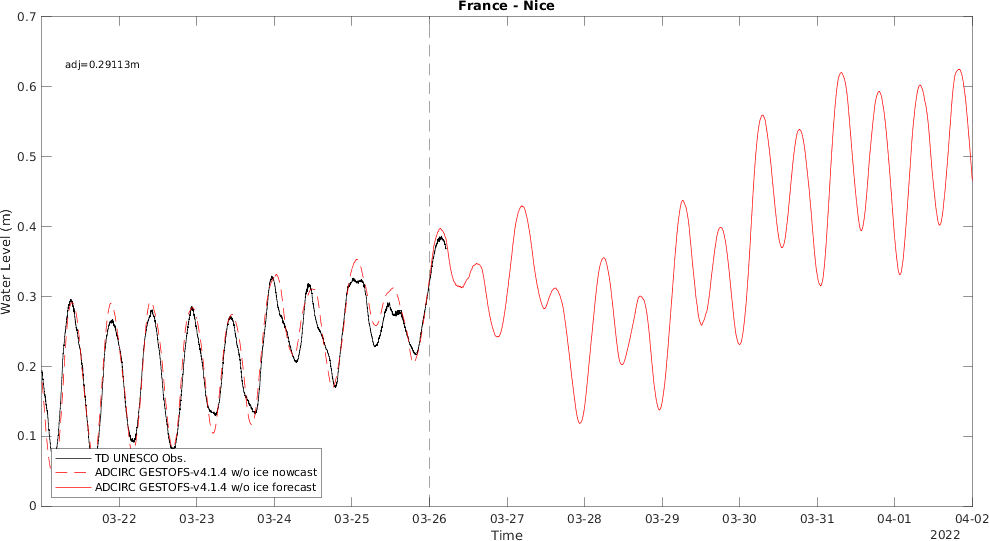 France - Nice
0.7
adj=0.29113m
0.6
0.5
0.4
0.3
0.2
0.1
0
Water Level (m)
TD UNESCO Obs.
ADCIRC GESTOFS-v4.1.4 w/o ice nowcast
ADCIRC GESTOFS-v4.1.4 w/o ice forecast
03-22 03-23 03-24 03-25 03-26 03-27 03-28 03-29 03-30 03-31 04-01 04-02
Time
2022